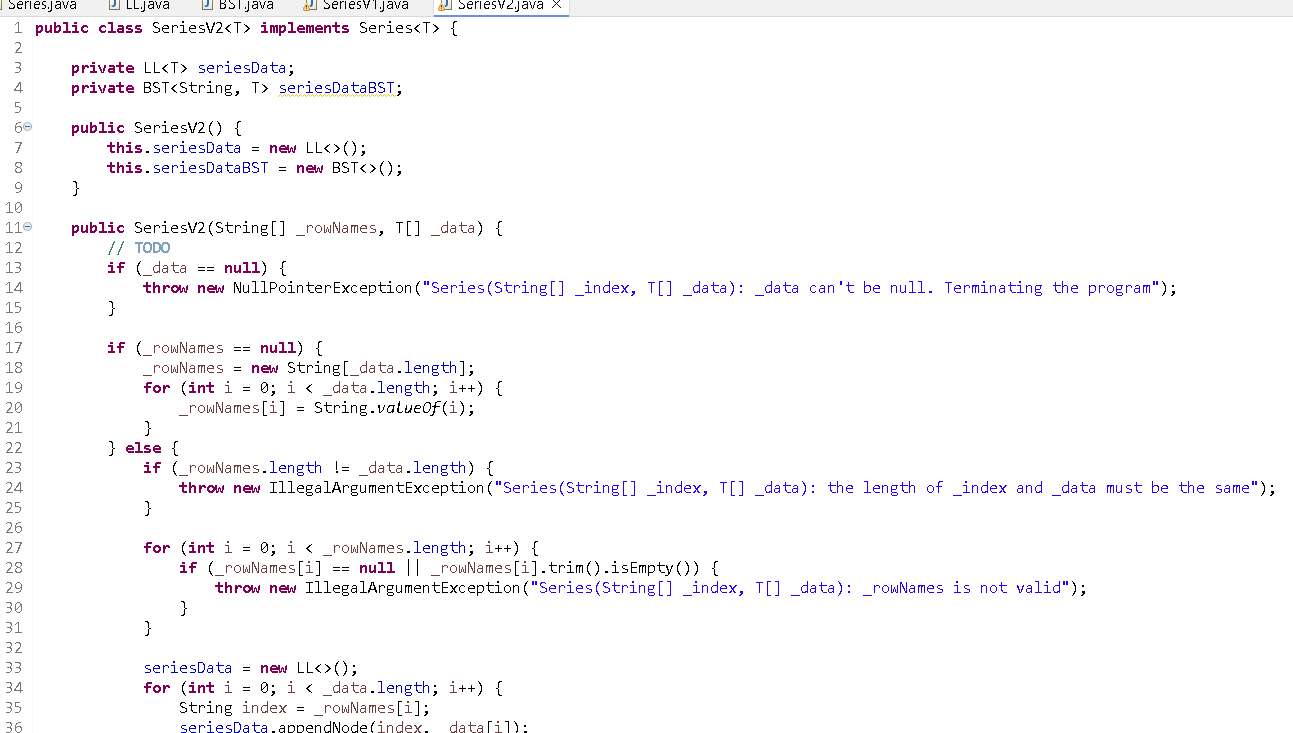 Series.java LL.java BST.java SeriesV1.java SeriesV2.java
1 public class SeriesV2<T> implements Series<T> {
2
3 private LL<T> seriesData;
4 private BST<String, T> seriesDataBST;
5
6 public SeriesV2() {
7 this.seriesData = new LL<>();
8 this.seriesDataBST = new BST<>();
9 }
10
11 public SeriesV2(String[] _rowNames, T[] _data) {
12 // TODO
13 if (_data == null) {
14 throw new NullPointerException("Series(String[] _index, T[] _data): _data can't be null. Terminating the program");
15 }
16
17 if (_rowNames == null) {
18 _rowNames = new String[_data.length];
19 for (int i = 0; i < _data.length; i++) {
20 _rowNames[i] = String.valueOf(i);
21 }
22 } else {
23 if (_rowNames.length != _data.length) {
24 throw new IllegalArgumentException("Series(String[] _index, T[] _data): the length of _index and _data must be the same");
25 }
26
27 for (int i = 0; i < _rowNames.length; i++) {
28 if (_rowNames[i] == null || _rowNames[i].trim().isEmpty()) {
29 throw new IllegalArgumentException("Series(String[] _index, T[] _data): _rowNames is not valid");
30 }
31 }
32
33 seriesData = new LL<>();
34 for (int i = 0; i < _data.length; i++) {
35 String index = _rowNames[i];
36 seriesData.appendNode(index, _data[i]);